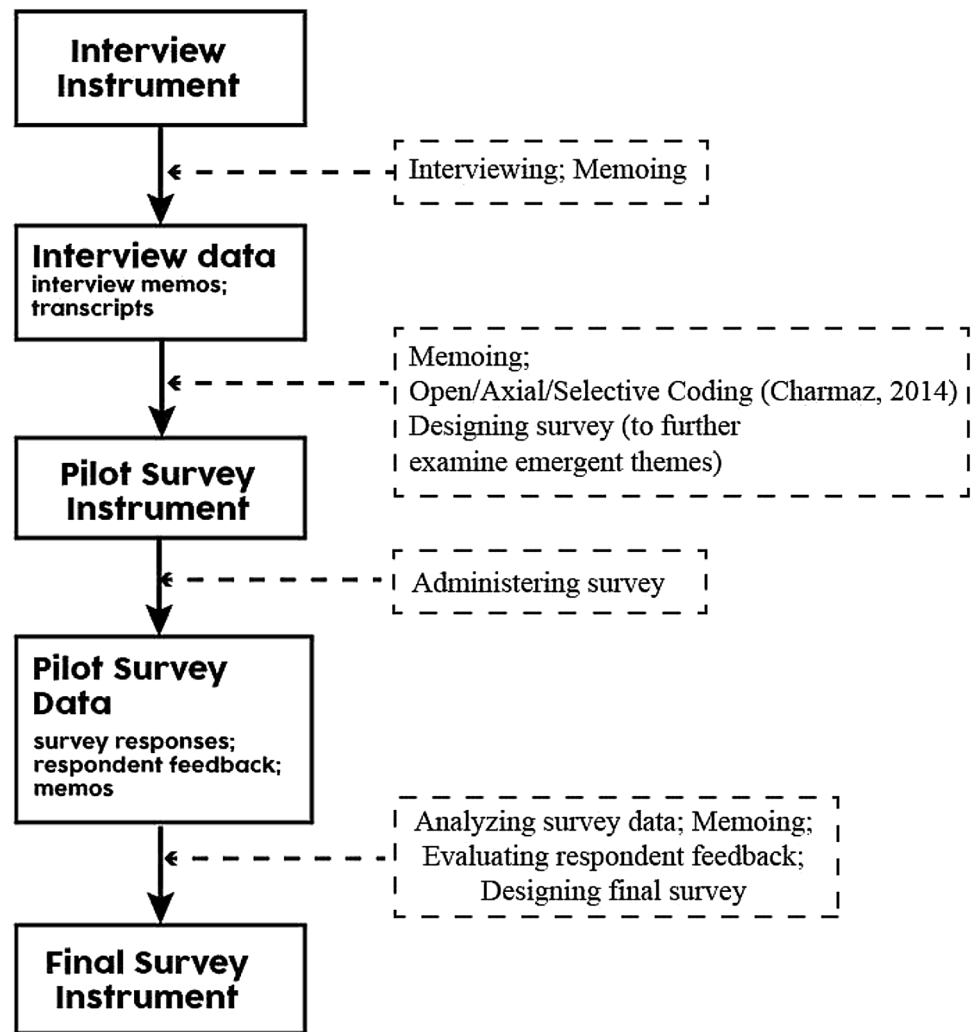 Interview
Instrument
Interviewing; Memoing
Interview data
interview memos;
transcripts
Memoing;
Open/Axial/Selective Coding (Charmaz, 2014)
Designing survey (to further
examine emergent themes)
Pilot Survey
Instrument
Administering survey
Pilot Survey
Data
survey responses;
respondent feedback;
memos
Analyzing survey data; Memoing;
Evaluating respondent feedback;
Designing final survey
Final Survey
Instrument